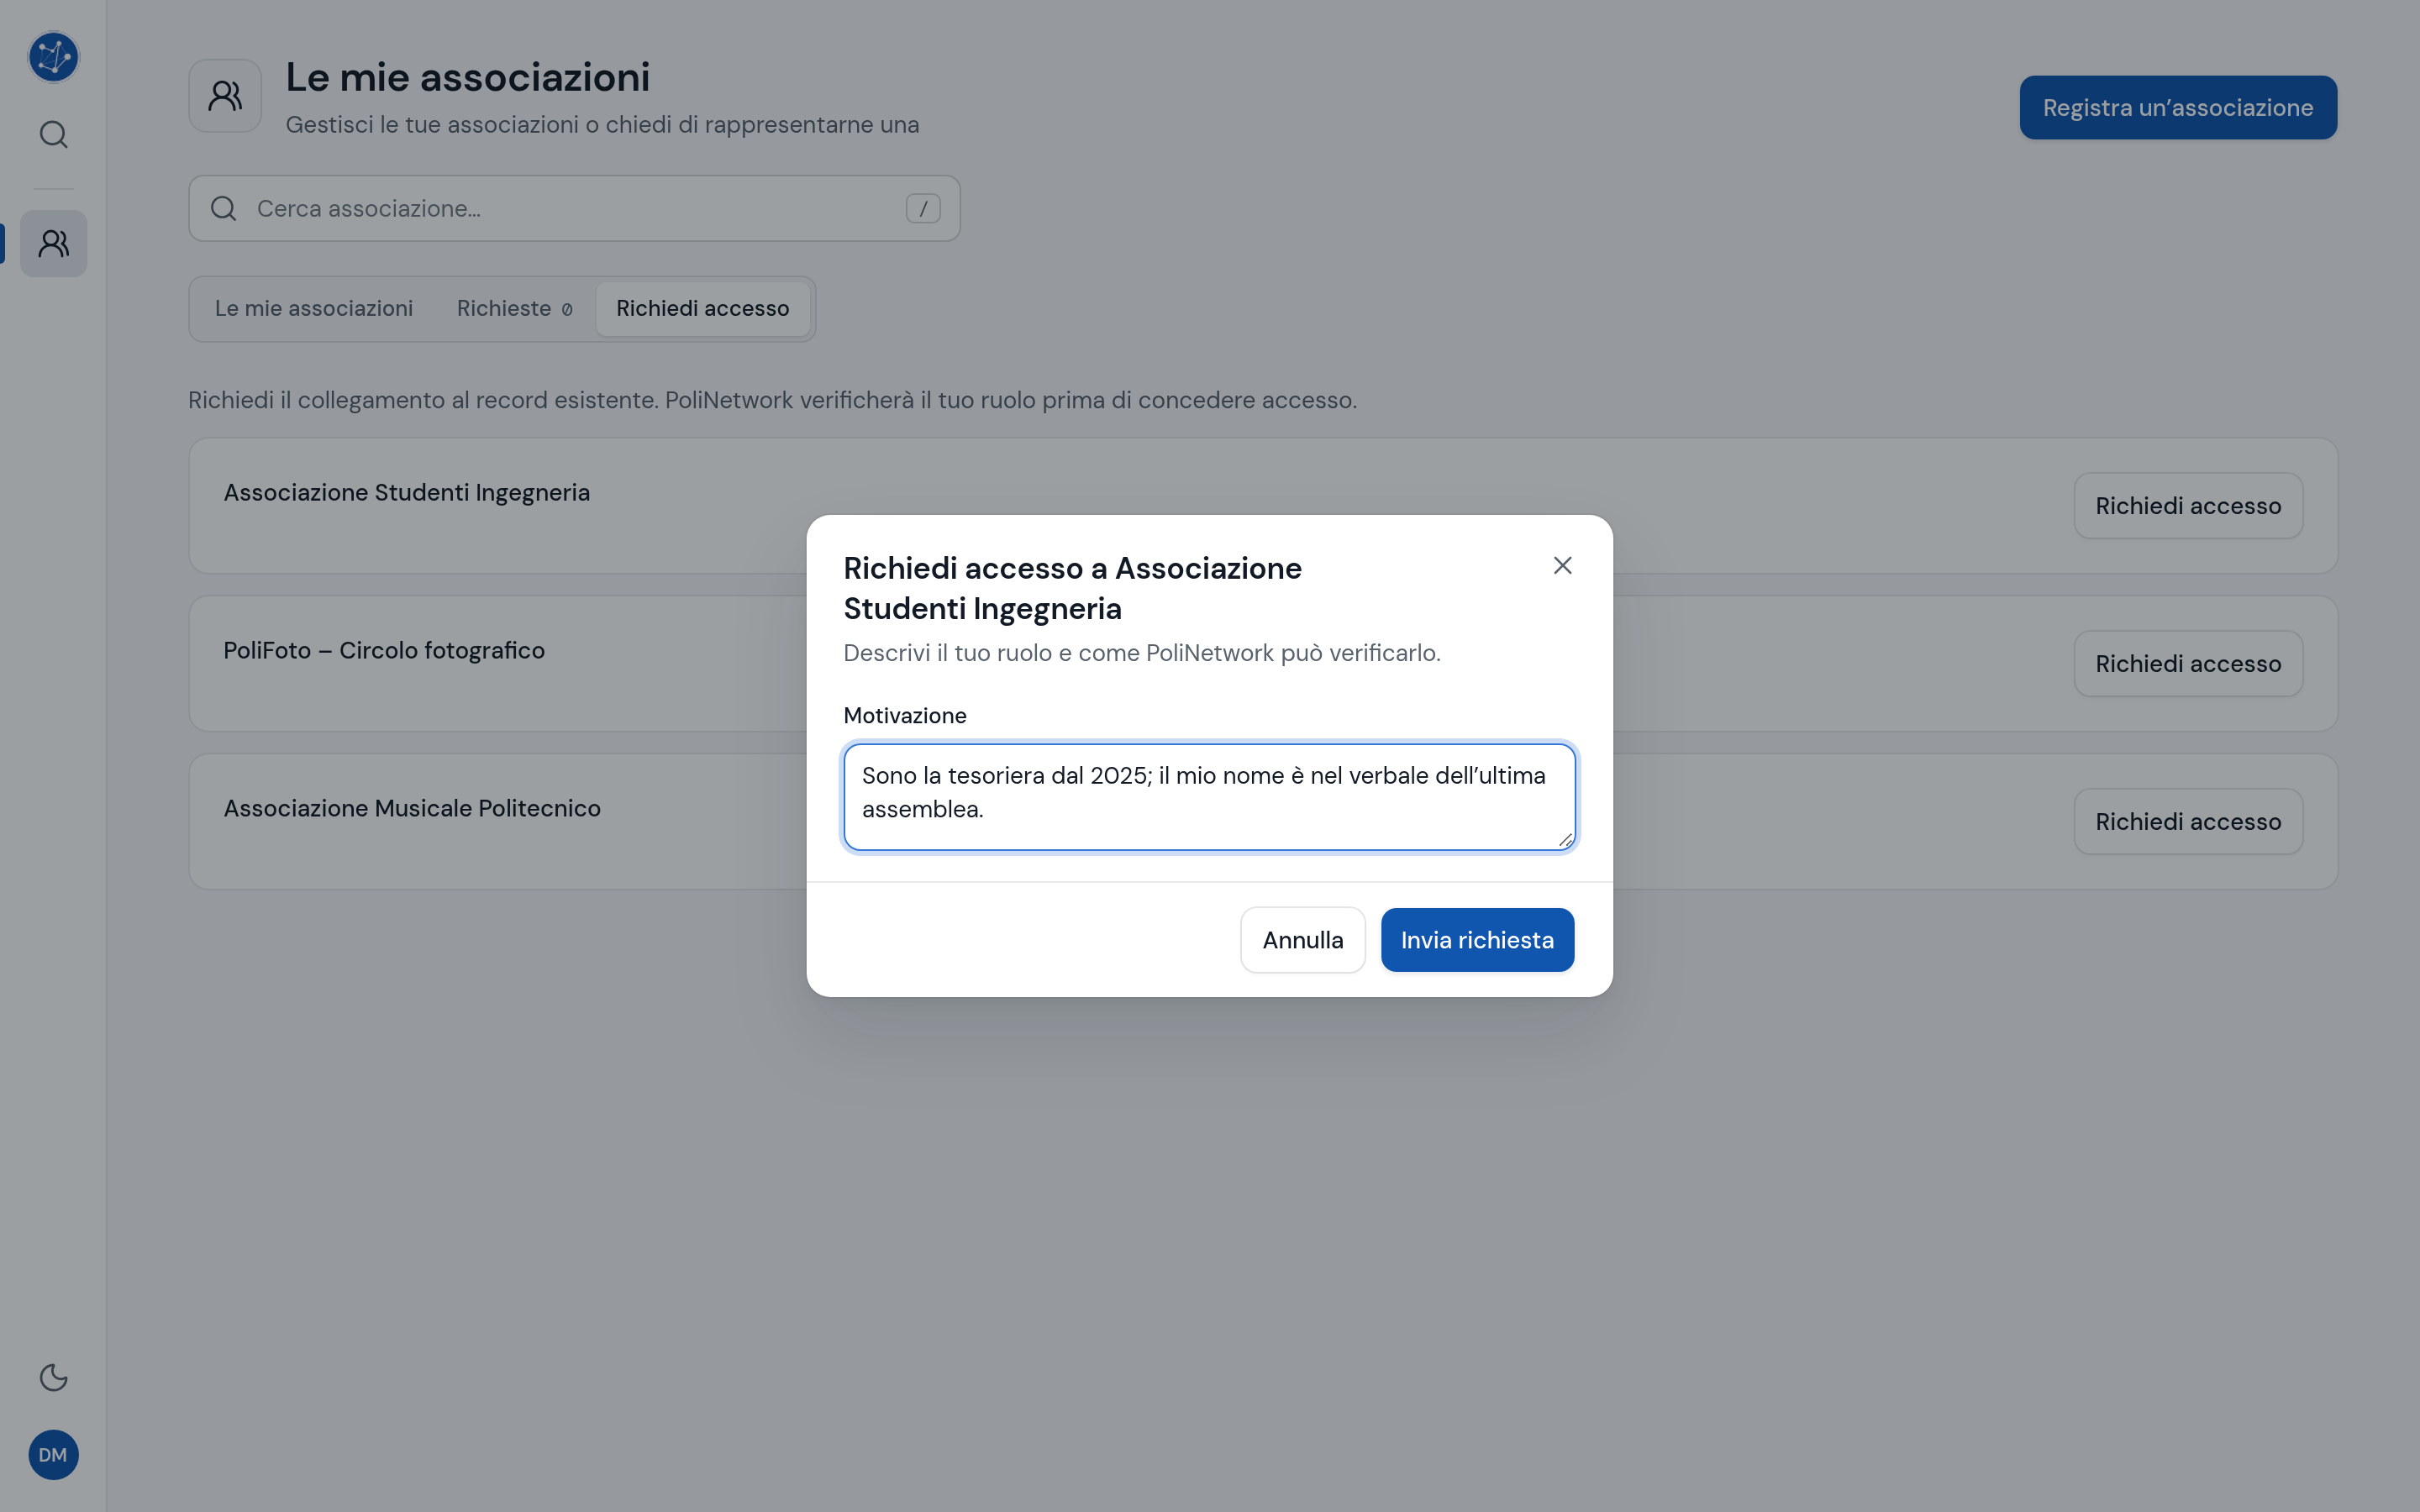 Le mie associazioni
Gestisci le tue associazioni o chiedi di rappresentarne una
Registra un’associazione
Cerca associazione...
/
Le mie associazioni
Richieste 0
Richiedi accesso
Richiedi il collegamento al record esistente. PoliNetwork verificherà il tuo ruolo prima di concedere accesso.
Associazione Studenti Ingegneria
Richiedi accesso
PoliFoto – Circolo fotografico
Richiedi accesso
Associazione Musicale Politecnico
Richiedi accesso
Richiedi accesso a Associazione
Studenti Ingegneria
Descrivi il tuo ruolo e come PoliNetwork può verificarlo.
Motivazione
Sono la tesoriera dal 2025; il mio nome è nel verbale dell’ultima
assemblea.
Annulla
Invia richiesta
DM